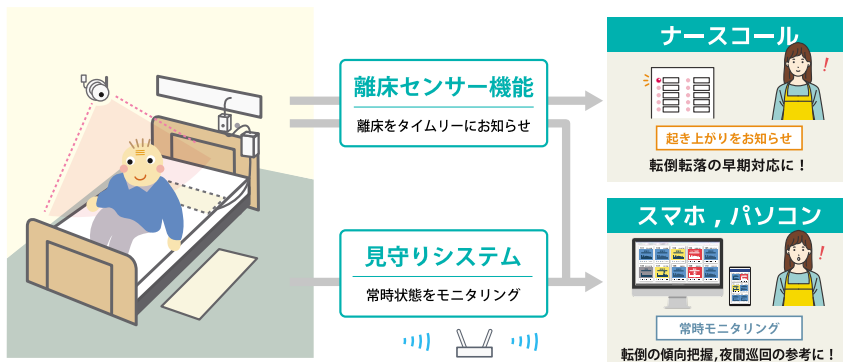 離床センサー機能
離床をタイムリーにお知らせ
ナースコール
起き上がりをお知らせ
転倒転落の早期対応に！
見守りシステム
常時状態をモニタリング
スマホ , パソコン
常時モニタリング
転倒の傾向把握,夜間巡回の参考に！